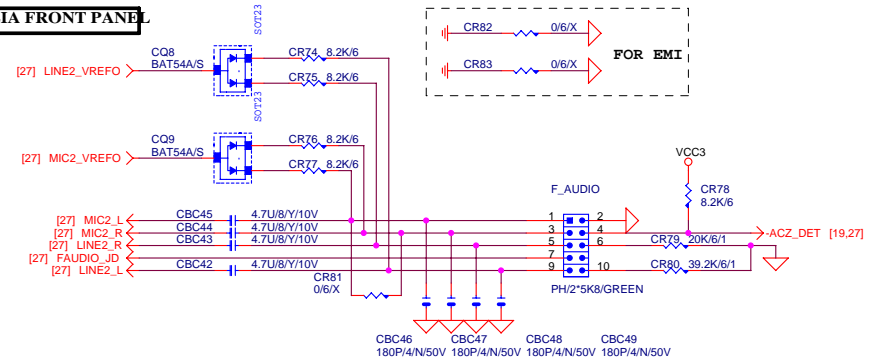 IA FRONT PANEL
SOT23
CQ8
BAT54A/S
CR74 8.2K/6
[27] LINE2_VREFO
CR75 8.2K/6
SOT23
CQ9
BAT54A/S
CR76 8.2K/6
[27] MIC2_VREFO
CR77 8.2K/6
CR82 0/6/X
CR83 0/6/X
FOR EMI
VCC3
CR78
8.2K/6
F_AUDIO
[27] MIC2_L CBC45 4.7U/8/Y/10V 1 2
[27] MIC2_R CBC44 4.7U/8/Y/10V 3 4 -ACZ_DET [19,27]
[27] LINE2_R CBC43 4.7U/8/Y/10V 5 6 CR79 20K/6/1
[27] FAUDIO_JD 7 8
[27] LINE2_L CBC42 4.7U/8/Y/10V 9 10 CR80 39.2K/6/1
CR81
0/6/X
PH/2*5K8/GREEN
CBC46 CBC47 CBC48 CBC49
180P/4/N/50V 180P/4/N/50V 180P/4/N/50V 180P/4/N/50V